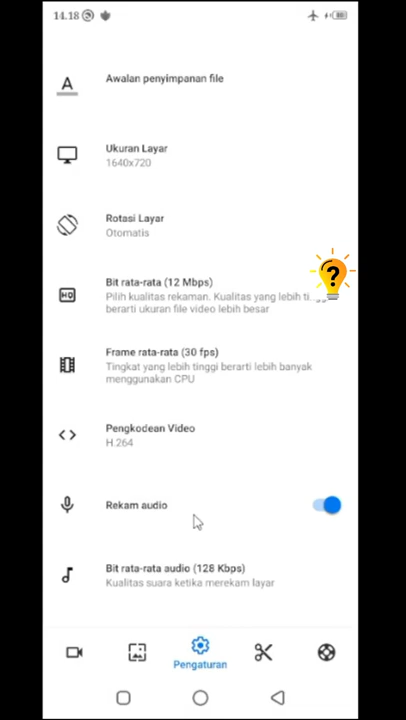 14.18
80
Awalan penyimpanan file
Ukuran Layar
1640x720
Rotasi Layar
Otomatis
HQ
Bit rata-rata (12 Mbps)
Pilih kualitas rekaman. Kualitas yang lebih
berarti ukuran file video lebih besar
Frame rata-rata (30 fps)
Tingkat yang lebih tinggi berarti lebih banyak
menggunakan CPU
Pengkodean Video
H.264
Rekam audio
Bit rata-rata audio (128 Kbps)
Kualitas suara ketika merekam layar
Pengaturan